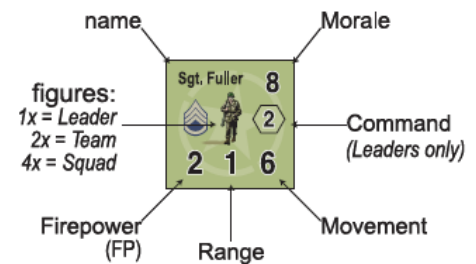 name
Morale
Sgt. Fuller
8
figures:
1x = Leader
2x = Team
4x = Squad
2
Command
(Leaders only)
2 1 6
Firepower
(FP)
Range
Movement